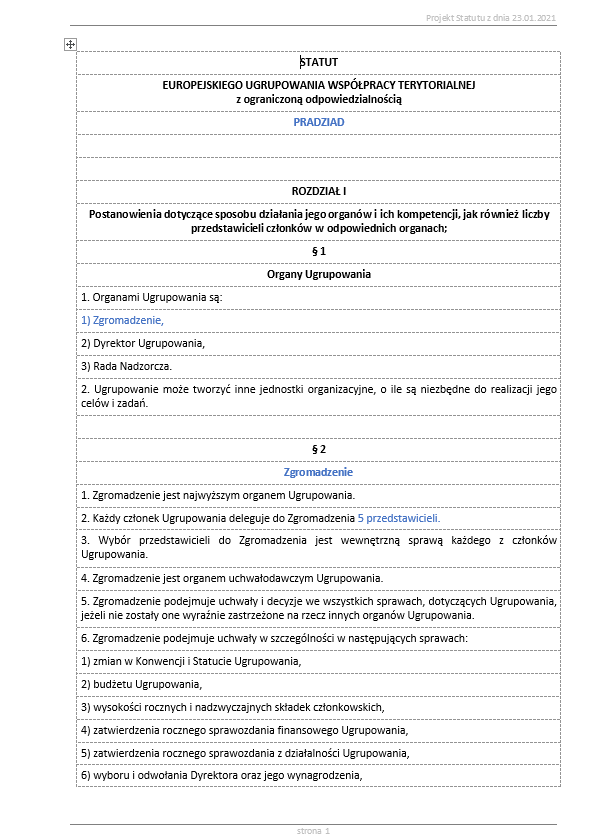 Projekt Statutu z dnia 23.01.2021
STATUT
EUROPEJSKIEGO UGRUPOWANIA WSPÓŁPRACY TERYTORIALNEJ
z ograniczoną odpowiedzialnością
PRADZIAD
ROZDZIAŁ I
Postanowienia dotyczące sposobu działania jego organów i ich kompetencji, jak również liczby
przedstawicieli członków w odpowiednich organach;
§ 1
Organy Ugrupowania
1. Organami Ugrupowania są:
1) Zgromadzenie,
2) Dyrektor Ugrupowania,
3) Rada Nadzorcza.
2. Ugrupowanie może tworzyć inne jednostki organizacyjne, o ile są niezbędne do realizacji jego
celów i zadań.
§ 2
Zgromadzenie
1. Zgromadzenie jest najwyższym organem Ugrupowania.
2. Każdy członek Ugrupowania deleguje do Zgromadzenia 5 przedstawicieli.
3. Wybór przedstawicieli do Zgromadzenia jest wewnętrzną sprawą każdego z członków
Ugrupowania.
4. Zgromadzenie jest organem uchwałodawczym Ugrupowania.
5. Zgromadzenie podejmuje uchwały i decyzje we wszystkich sprawach, dotyczących Ugrupowania,
jeżeli nie zostały one wyraźnie zastrzeżone na rzecz innych organów Ugrupowania.
6. Zgromadzenie podejmuje uchwały w szczególności w następujących sprawach:
1) zmian w Konwencji i Statucie Ugrupowania,
2) budżetu Ugrupowania,
3) wysokości rocznych i nadzwyczajnych składek członkowskich,
4) zatwierdzenia rocznego sprawozdania finansowego Ugrupowania,
5) zatwierdzenia rocznego sprawozdania z działalności Ugrupowania,
6) wyboru i odwołania Dyrektora oraz jego wynagrodzenia,
strona 1